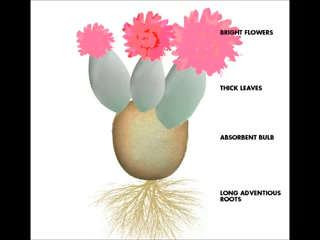 BRIGHT FLOWERS
THICK LEAVES
ABSORBENT BULB
LONG ADVENTIOUS
ROOTS